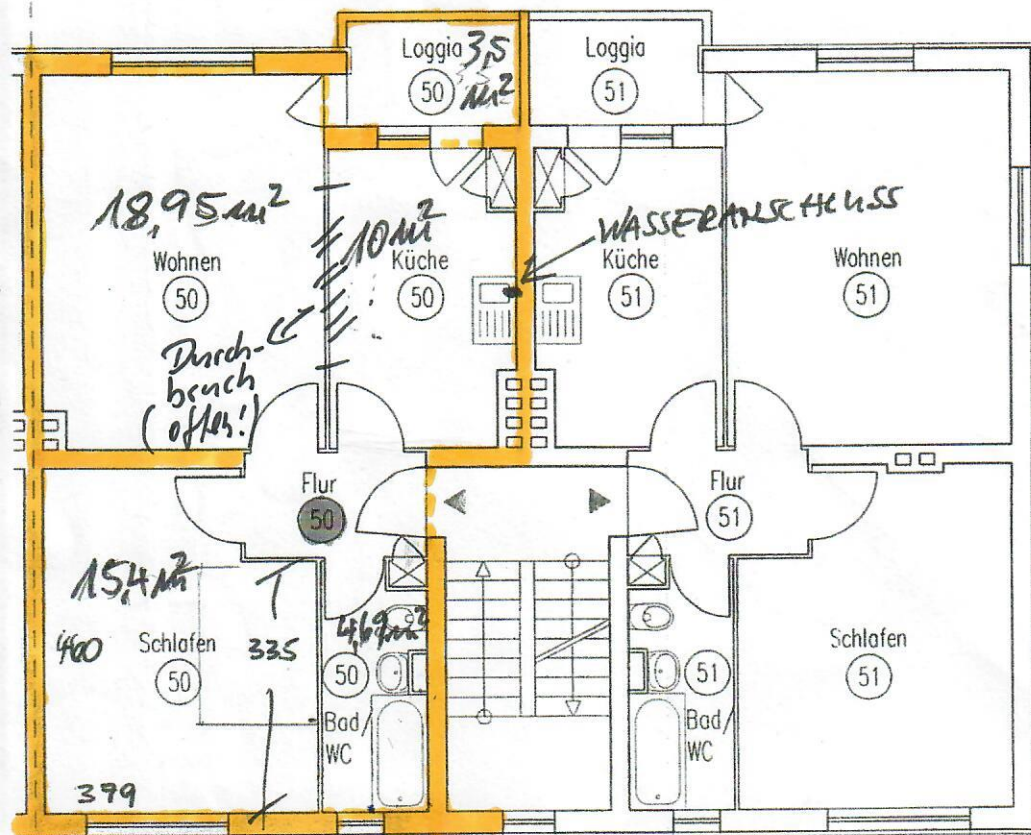 Loggia
50
3,5
m²
Loggia
51
18,95 m²
Wohnen
50
10 m²
Küche
50
WASSERANSCHLUSS
Küche
51
Wohnen
51
Durch-
bruch
(offen!)
Flur
50
Flur
51
15,4 m²
460
Schlafen
50
335
379
4,69 m²
50
Bad/
WC
51
Bad/
WC
Schlafen
51